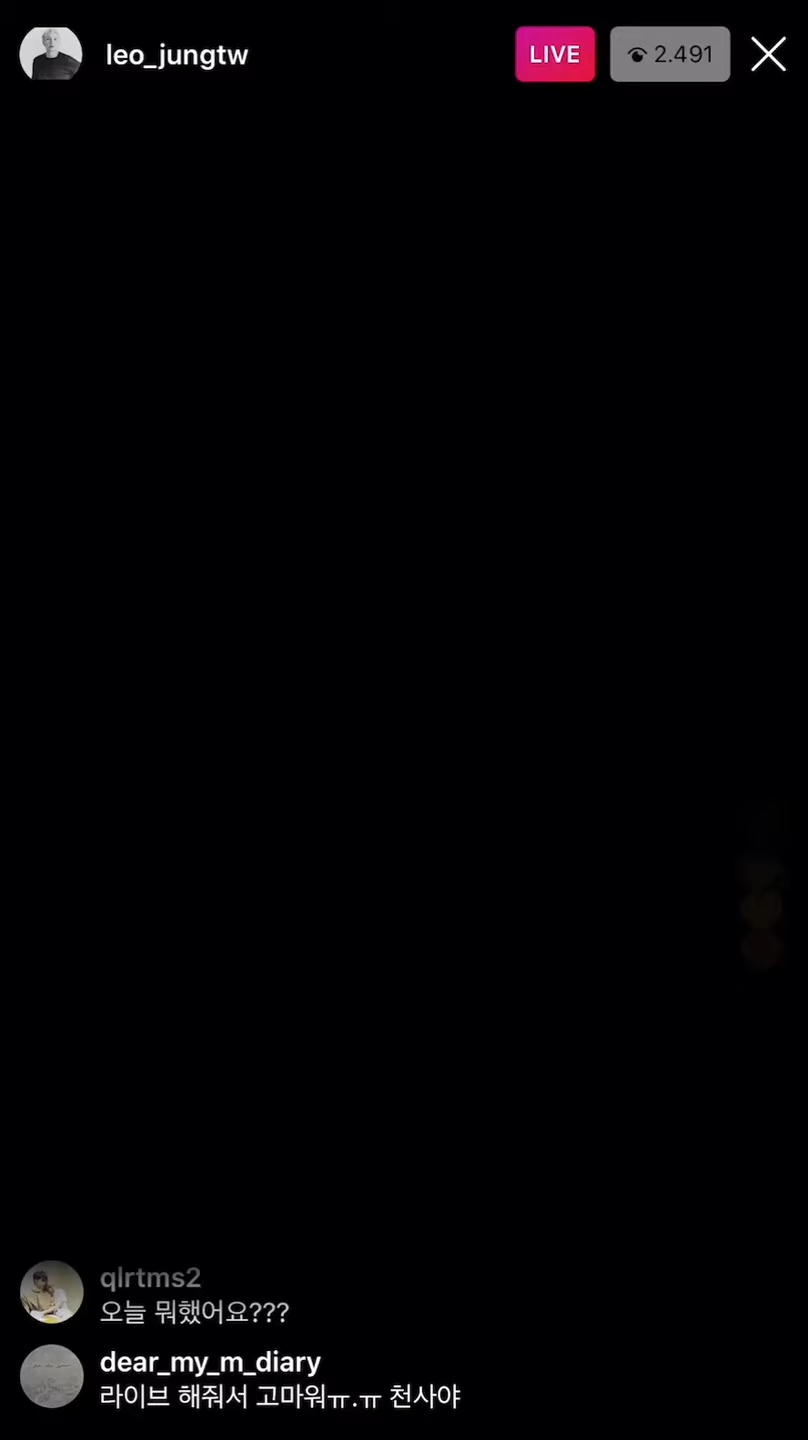 leo_jungtw
LIVE
2.491
qlrtms2
오늘 뭐했어요???
dear_my_m_diary
라이브 해줘서 고마워ㅠ.ㅠ 천사야